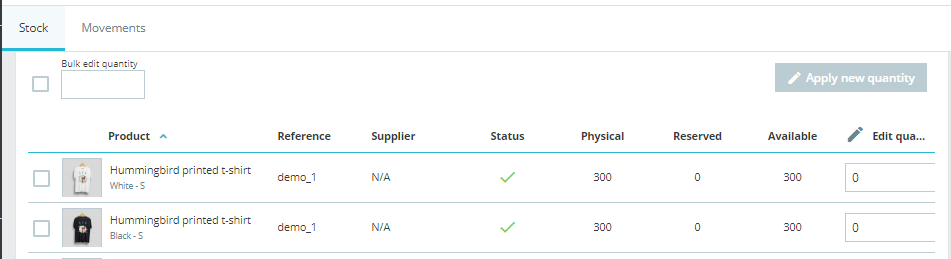 Stock Movements
Bulk edit quantity
Apply new quantity
Product Reference Supplier Status Physical Reserved Available Edit qua...
Hummingbird printed t-shirt demo_1 N/A 300 0 300 0
White - S
Hummingbird printed t-shirt demo_1 N/A 300 0 300 0
Black - S